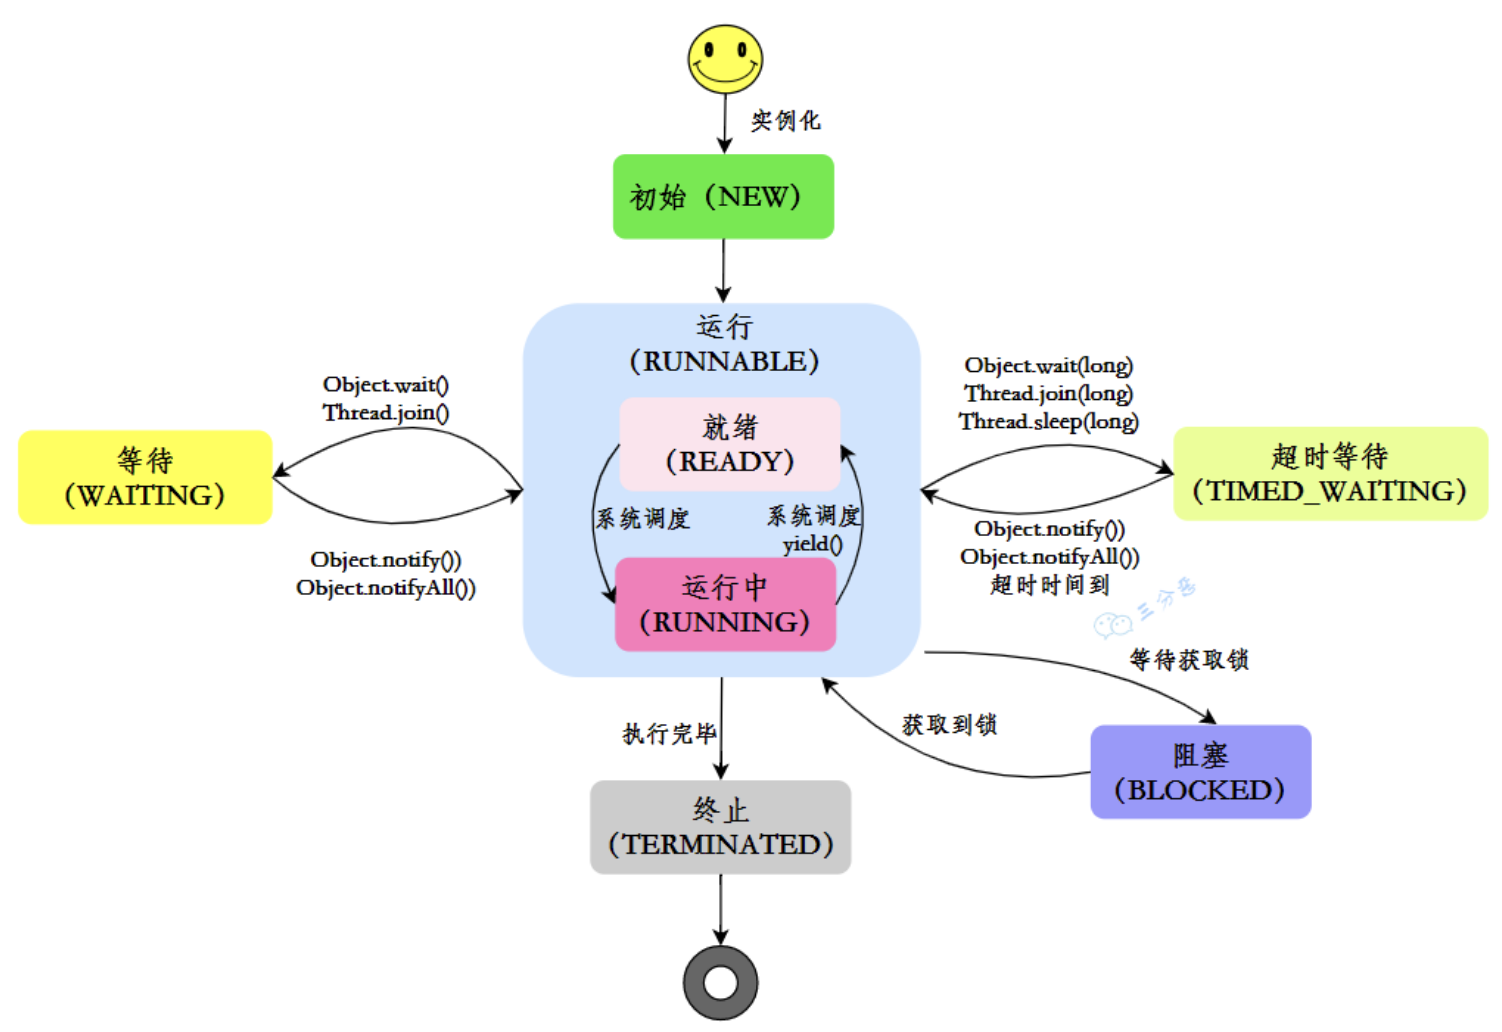 实例化
初始（NEW）
运行
（RUNNABLE）
Object.wait()
Thread.join()
Object.wait(long)
Thread.join(long)
Thread.sleep(long)
就绪
（READY）
等待
（WAITING）
超时等待
（TIMED_WAITING）
系统调度
系统调度
yield()
Object.notify())
Object.notifyAll())
Object.notify())
Object.notifyAll())
超时时间到
运行中
（RUNNING）
三分恶
等待获取锁
执行完毕
获取到锁
阻塞
（BLOCKED）
终止
（TERMINATED）